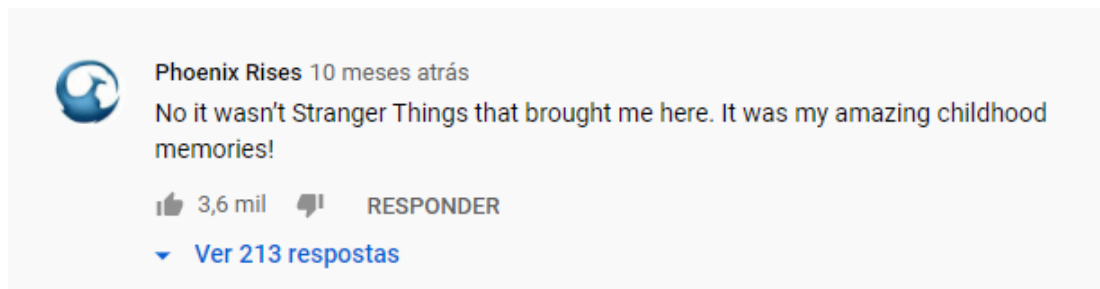 Phoenix Rises 10 meses atrás
No it wasn't Stranger Things that brought me here. It was my amazing childhood
memories!
3,6 mil RESPONDER
Ver 213 respostas